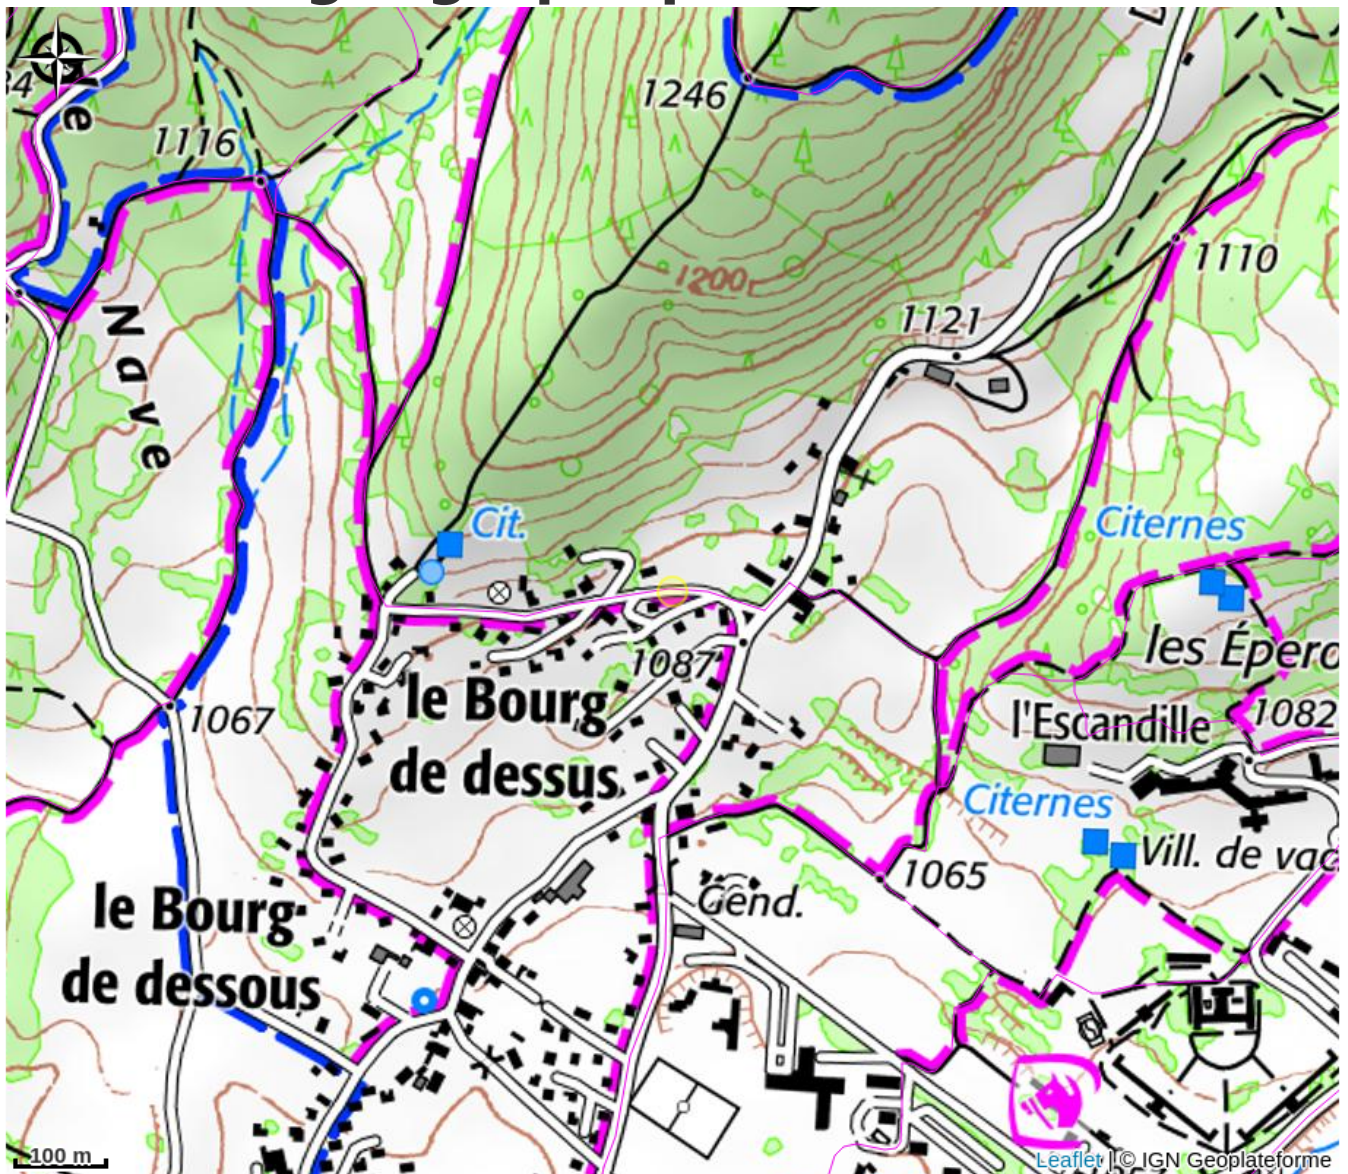 1246
1116
1110
1200
1121
Nave
Cit.
Citernes
1087
les Épero
1067
le Bourg
de dessus
l'Escandille
1082
Citernes
Vill. de vac
1065
Gend.
le Bourg
de dessous
100 m
Leaflet | © IGN Geoplateforme